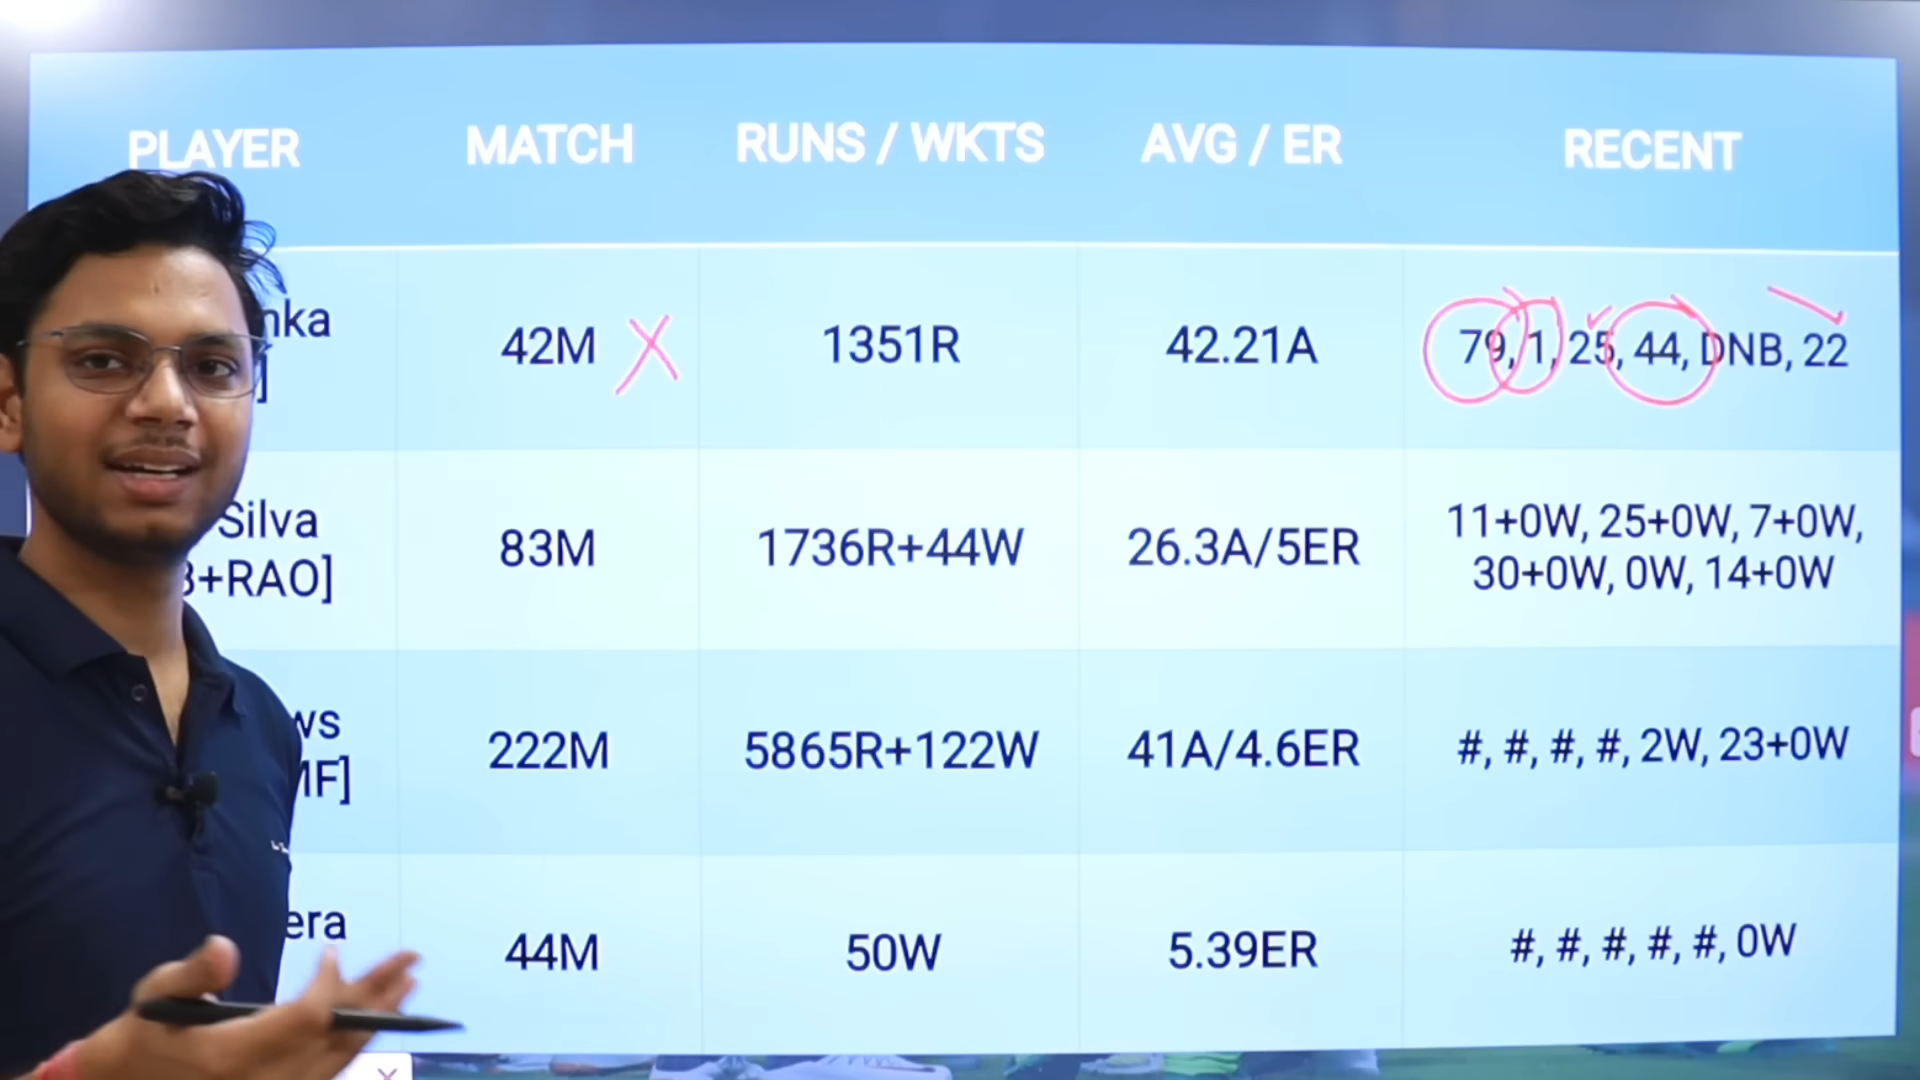 PLAYER MATCH RUNS / WKTS AVG / ER RECENT
nka
] 42M X 1351R 42.21A 79, 1, 25, 44, DNB, 22
Silva
+RAO] 83M 1736R+44W 26.3A/5ER 11+0W, 25+0W, 7+0W,
30+0W, 0W, 14+0W
ws
F] 222M 5865R+122W 41A/4.6ER #, #, #, #, 2W, 23+0W
era
44M 50W 5.39ER #, #, #, #, #, 0W